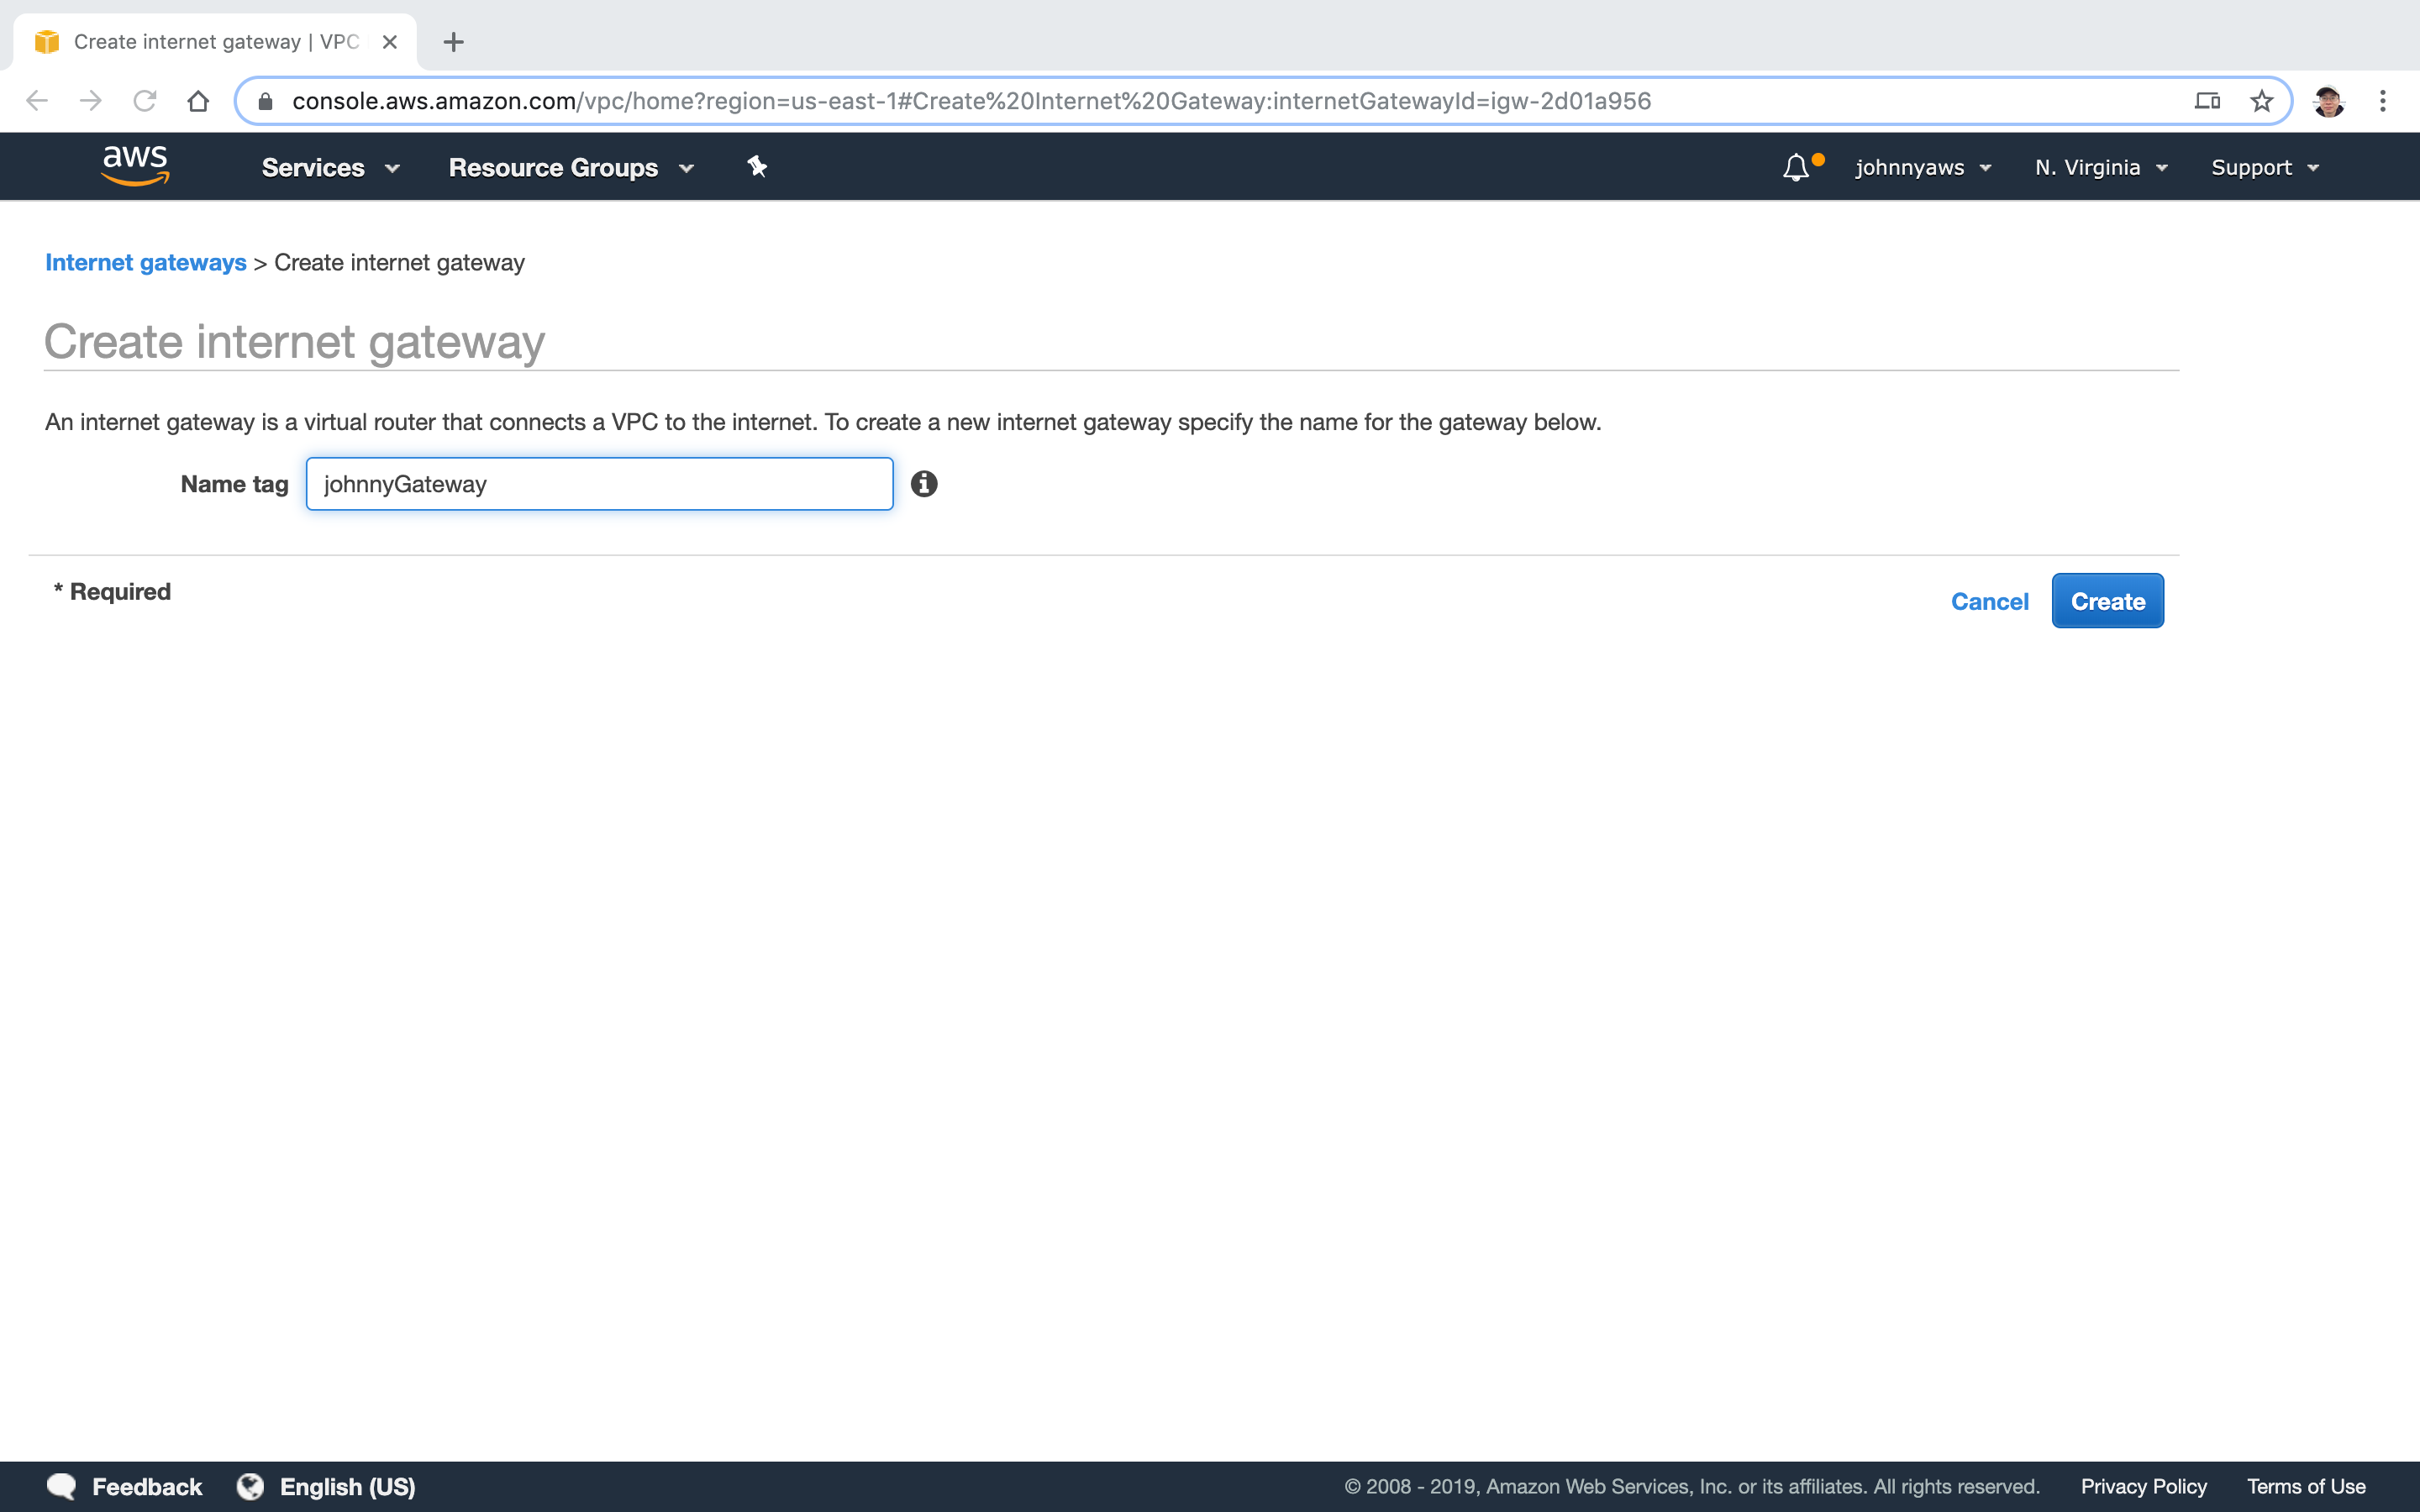 Create internet gateway | VPC
console.aws.amazon.com/vpc/home?region=us-east-1#Create%20Internet%20Gateway:internetGatewayId=igw-2d01a956
aws Services Resource Groups johnnyaws N. Virginia Support
Internet gateways > Create internet gateway
Create internet gateway
An internet gateway is a virtual router that connects a VPC to the internet. To create a new internet gateway specify the name for the gateway below.
Name tag johnnyGateway
* Required Cancel Create
Feedback English (US) © 2008 - 2019, Amazon Web Services, Inc. or its affiliates. All rights reserved. Privacy Policy Terms of Use